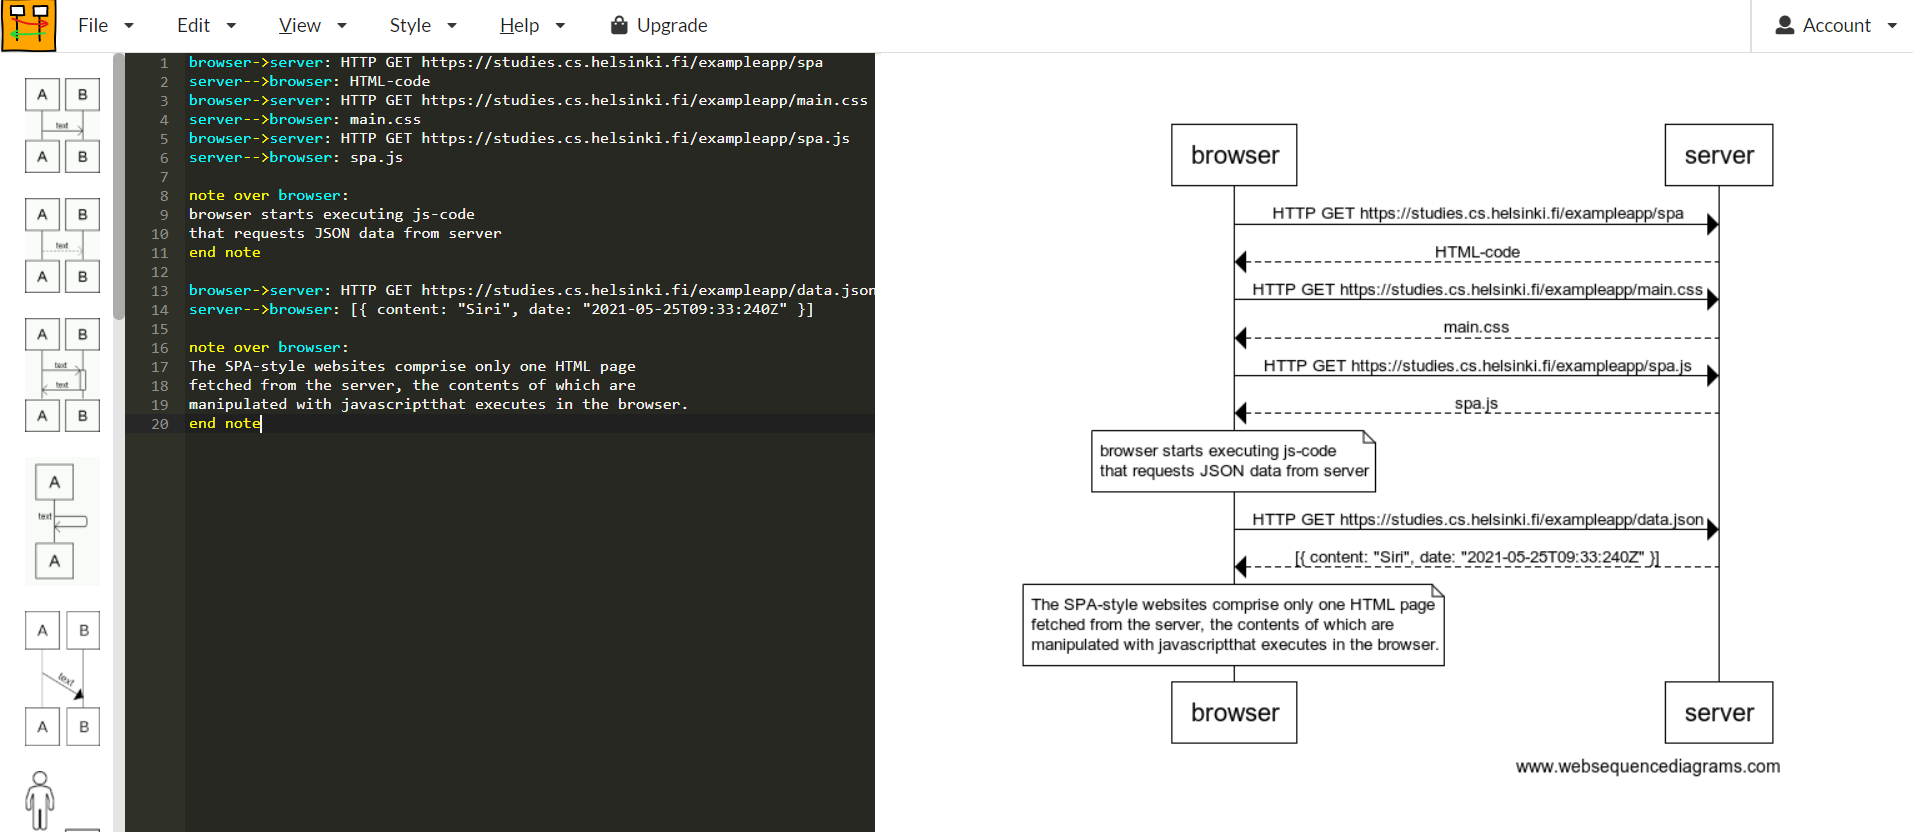 File
Edit
View
Style
Help
Upgrade
Account
A B
text
A B
A B
text
A B
A B
text
text
A B
A
text
A
A B
text
A B
1 browser->server: HTTP GET https://studies.cs.helsinki.fi/exampleapp/spa
2 server-->browser: HTML-code
3 browser->server: HTTP GET https://studies.cs.helsinki.fi/exampleapp/main.css
4 server-->browser: main.css
5 browser->server: HTTP GET https://studies.cs.helsinki.fi/exampleapp/spa.js
6 server-->browser: spa.js
7
8 note over browser:
9 browser starts executing js-code
10 that requests JSON data from server
11 end note
12
13 browser->server: HTTP GET https://studies.cs.helsinki.fi/exampleapp/data.json
14 server-->browser: [{ content: "Siri", date: "2021-05-25T09:33:240Z" }]
15
16 note over browser:
17 The SPA-style websites comprise only one HTML page
18 fetched from the server, the contents of which are
19 manipulated with javascriptthat executes in the browser.
20 end note
browser server
HTTP GET https://studies.cs.helsinki.fi/exampleapp/spa
HTML-code
HTTP GET https://studies.cs.helsinki.fi/exampleapp/main.css
main.css
HTTP GET https://studies.cs.helsinki.fi/exampleapp/spa.js
spa.js
browser starts executing js-code
that requests JSON data from server
HTTP GET https://studies.cs.helsinki.fi/exampleapp/data.json
[{ content: "Siri", date: "2021-05-25T09:33:240Z" }]
The SPA-style websites comprise only one HTML page
fetched from the server, the contents of which are
manipulated with javascriptthat executes in the browser.
browser server
www.websequencediagrams.com